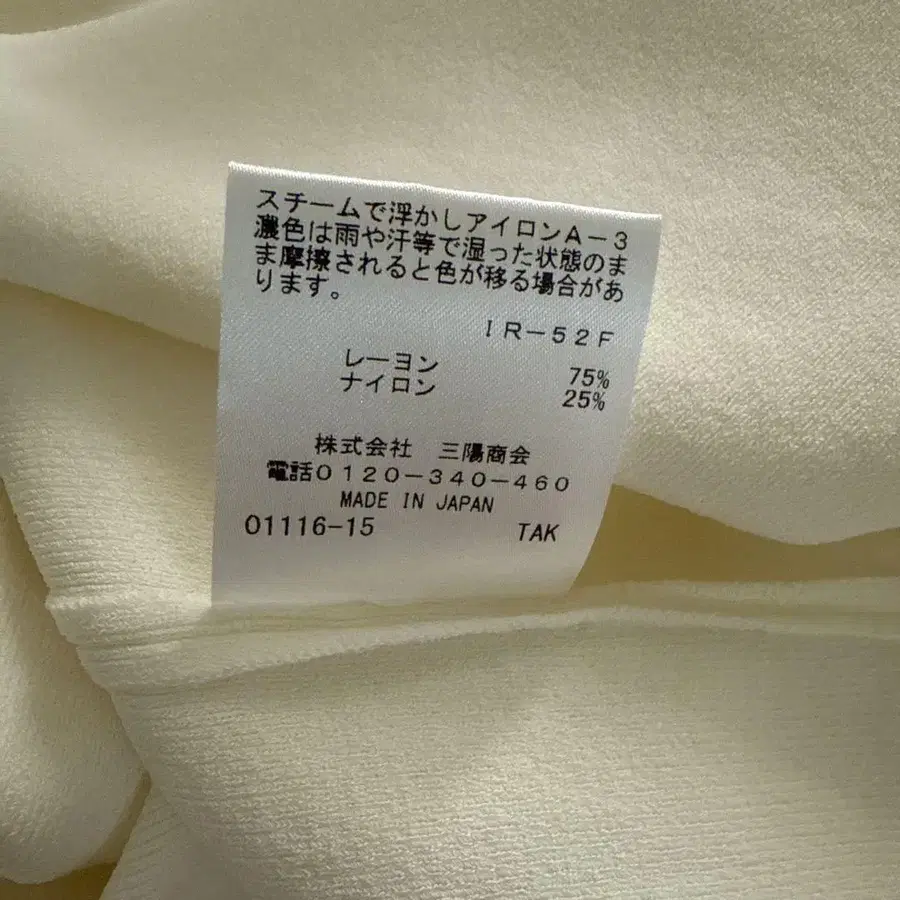 スチームで浮かしアイロンA－3
濃色は雨や汗等で湿った状態のま
ま摩擦されると色が移る場合があ
ります。
IR－52F
レーヨン 75%
ナイロン 25%
株式会社 三陽商会
電話0120－340－460
MADE IN JAPAN
01116-15 TAK